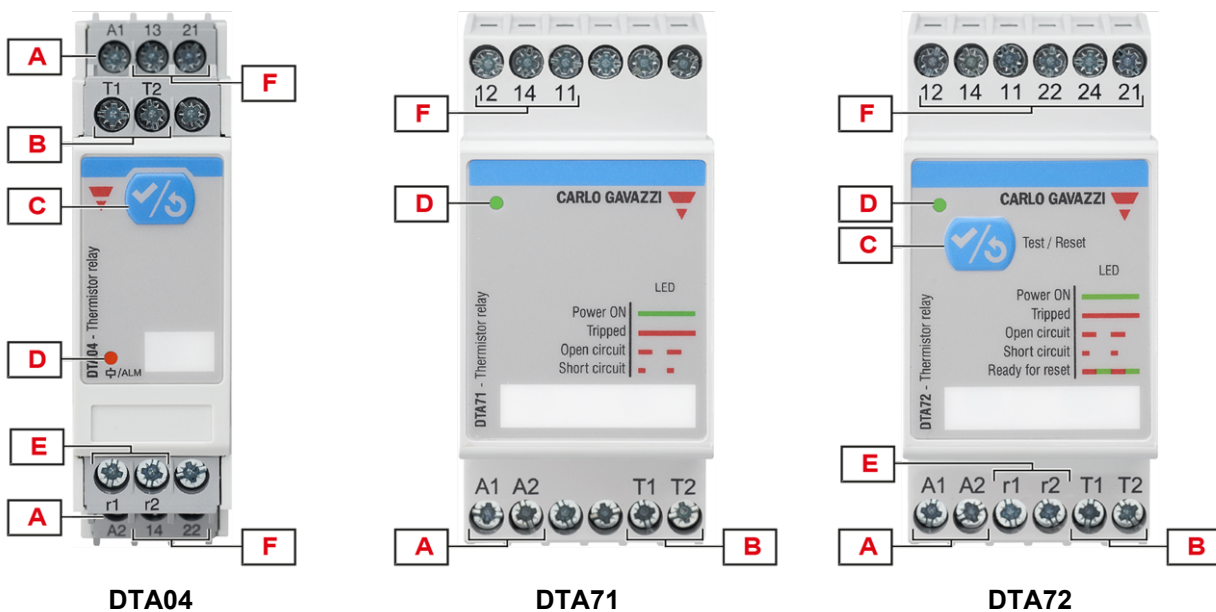 A
A1 13 21
F
T1 T2
B
C
DTA04 - Thermistor relay
D
/ALM
E
r1 r2
A
A2 14 22
F
DTA04
12 14 11
F
D
CARLO GAVAZZI
LED
Power ON
Tripped
Open circuit
Short circuit
DTA71 - Thermistor relay
A1 A2 T1 T2
A
B
DTA71
12 14 11 22 24 21
F
D
CARLO GAVAZZI
C
Test / Reset
LED
Power ON
Tripped
Open circuit
Short circuit
Ready for reset
DTA72 - Thermistor relay
E
A1 A2 r1 r2 T1 T2
A
B
DTA72